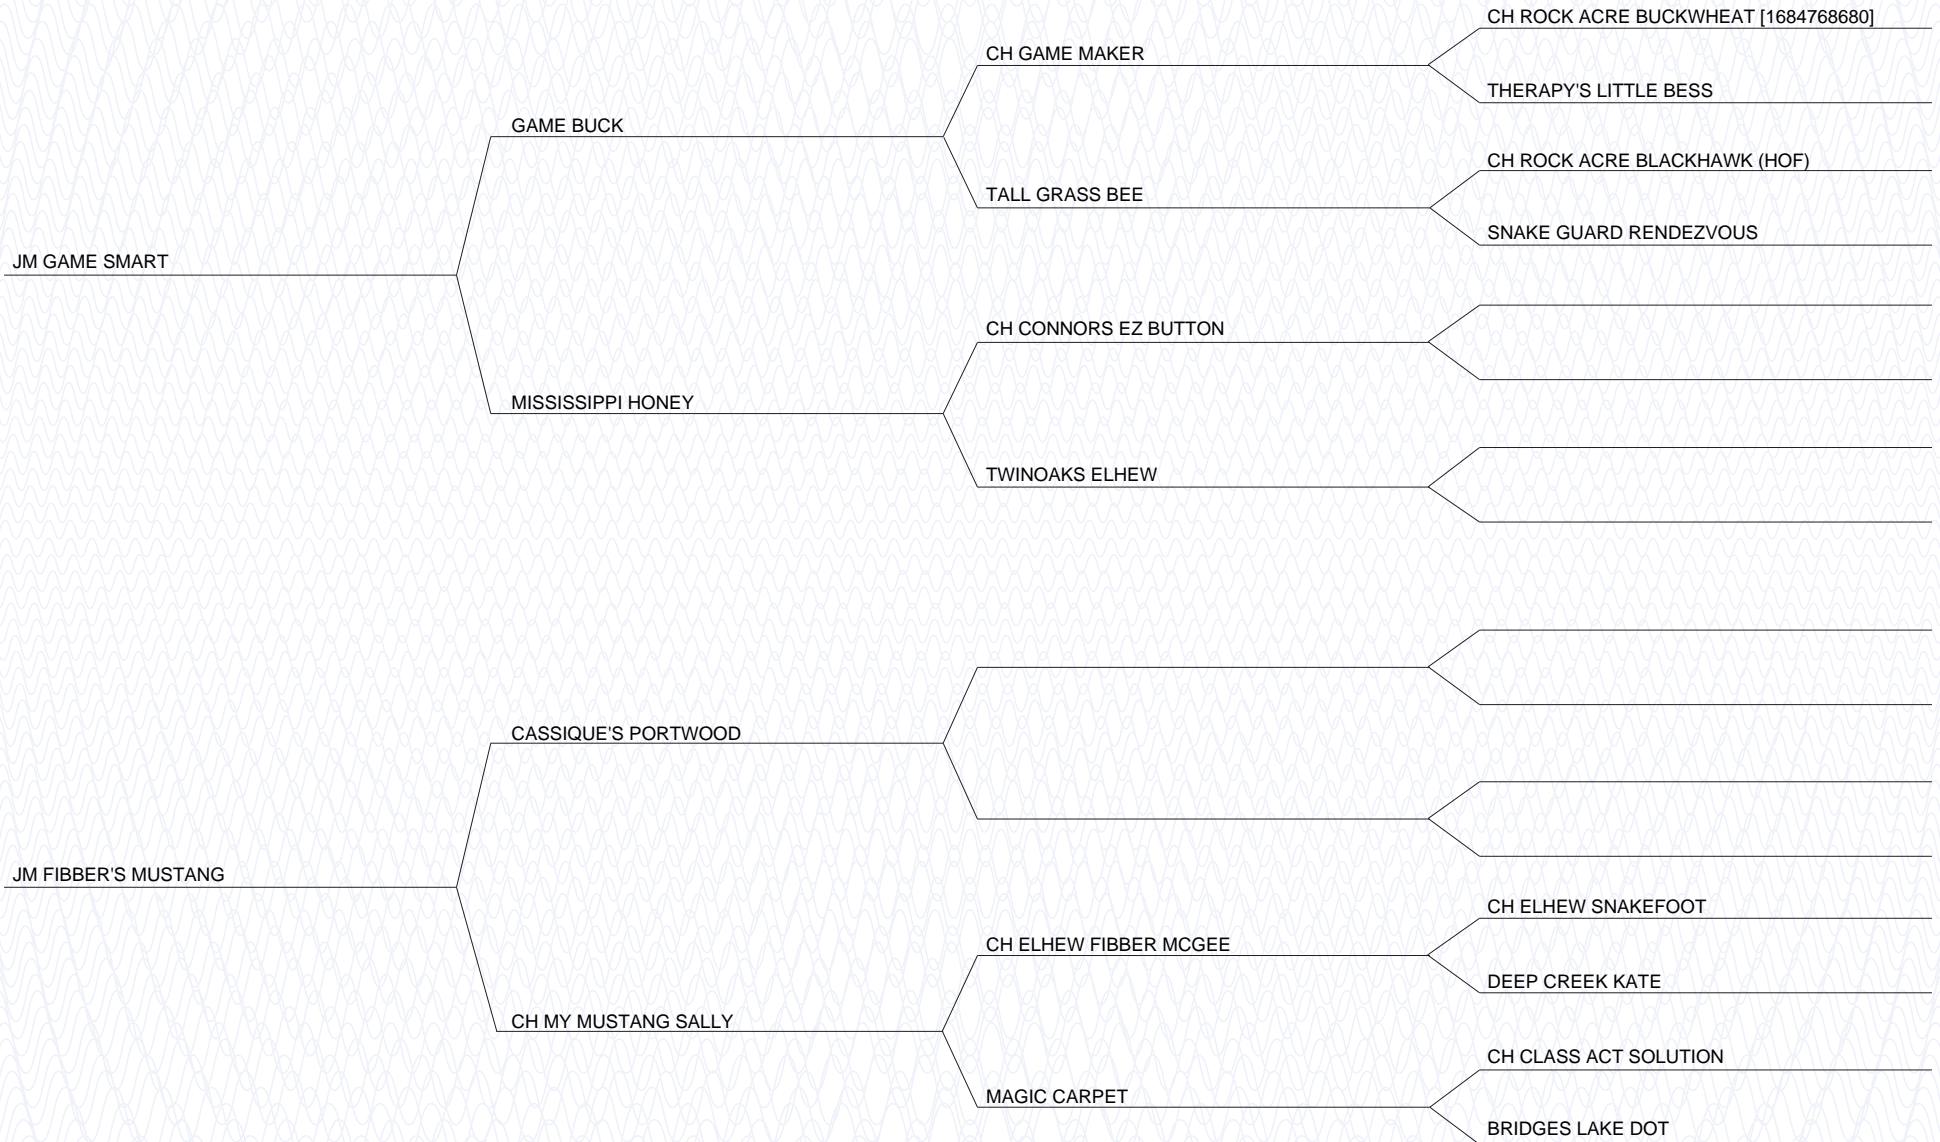 CH ROCK ACRE BUCKWHEAT [1684768680]
CH GAME MAKER
THERAPY'S LITTLE BESS
GAME BUCK
CH ROCK ACRE BLACKHAWK (HOF)
TALL GRASS BEE
SNAKE GUARD RENDEZVOUS
JM GAME SMART
CH CONNORS EZ BUTTON
MISSISSIPPI HONEY
TWINOAKS ELHEW
CASSIQUE'S PORTWOOD
JM FIBBER'S MUSTANG
CH ELHEW SNAKEFOOT
CH ELHEW FIBBER MCGEE
DEEP CREEK KATE
CH MY MUSTANG SALLY
CH CLASS ACT SOLUTION
MAGIC CARPET
BRIDGES LAKE DOT